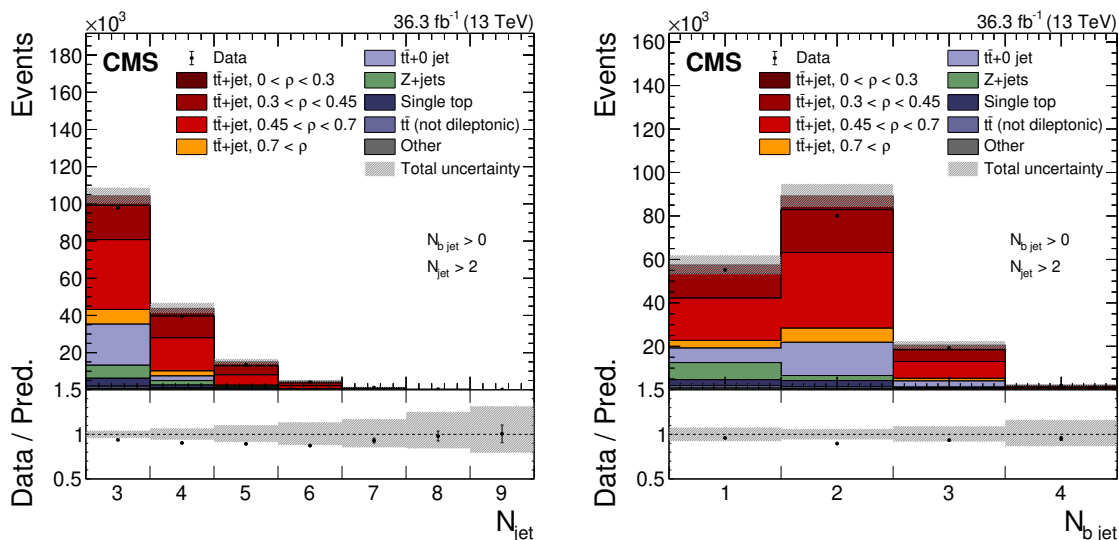 ×10³ 36.3 fb⁻¹ (13 TeV)
CMS
Events
Data
tt̄+jet, 0 < ρ < 0.3
tt̄+jet, 0.3 < ρ < 0.45
tt̄+jet, 0.45 < ρ < 0.7
tt̄+jet, 0.7 < ρ
tt̄+0 jet
Z+jets
Single top
tt̄ (not dileptonic)
Other
Total uncertainty
N_b jet > 0
N_jet > 2
180
160
140
120
100
80
60
40
20
Data / Pred.
1.5
1
0.5
3 4 5 6 7 8 9
N_jet
×10³ 36.3 fb⁻¹ (13 TeV)
CMS
Events
Data
tt̄+jet, 0 < ρ < 0.3
tt̄+jet, 0.3 < ρ < 0.45
tt̄+jet, 0.45 < ρ < 0.7
tt̄+jet, 0.7 < ρ
tt̄+0 jet
Z+jets
Single top
tt̄ (not dileptonic)
Other
Total uncertainty
N_b jet > 0
N_jet > 2
160
140
120
100
80
60
40
20
Data / Pred.
1.5
1
0.5
1 2 3 4
N_b jet